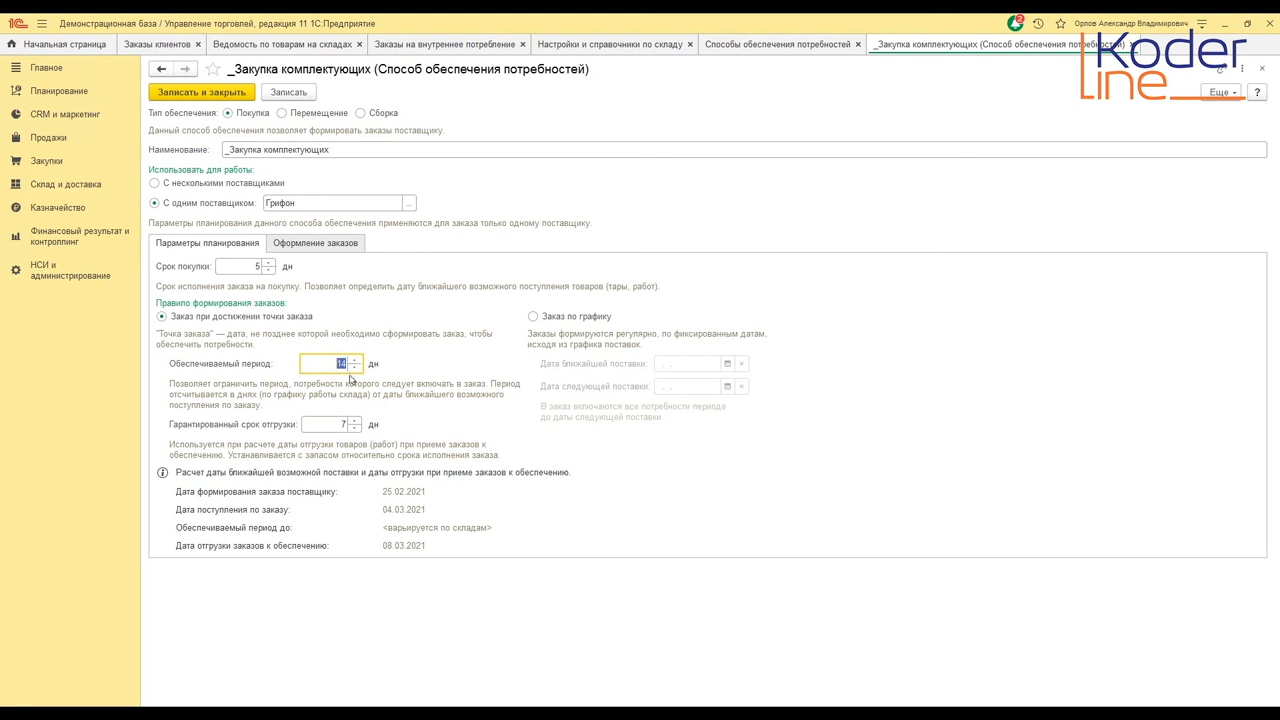 Демонстрационная база / Управление торговлей, редакция 11 1С:Предприятие
2
Орлов Александр Владимирович
Начальная страница
Заказы клиентов
Ведомость по товарам на складах
Заказы на внутреннее потребление
Настройки и справочники по складу
Способы обеспечения потребностей
_Закупка комплектующих (Способ обеспечения потребностей)
Koder
line
Главное
Планирование
CRM и маркетинг
Продажи
Закупки
Склад и доставка
Казначейство
Финансовый результат и
контроллинг
НСИ и
администрирование
_Закупка комплектующих (Способ обеспечения потребностей)
Записать и закрыть
Записать
Еще
?
Тип обеспечения:
Покупка
Перемещение
Сборка
Данный способ обеспечения позволяет формировать заказы поставщику.
Наименование:
_Закупка комплектующих
Использовать для работы:
С несколькими поставщиками
С одним поставщиком:
Грифон
...
Параметры планирования данного способа обеспечения применяются для заказа только одному поставщику.
Параметры планирования
Оформление заказов
Срок покупки:
5
дн
Срок исполнения заказа на покупку. Позволяет определить дату ближайшего возможного поступления товаров (тары, работ).
Правило формирования заказов:
Заказ при достижении точки заказа
"Точка заказа" — дата, не позднее которой необходимо сформировать заказ, чтобы
обеспечить потребности.
Обеспечиваемый период:
14
дн
Позволяет ограничить период, потребности которого следует включать в заказ. Период
отсчитывается в днях (по графику работы склада) от даты ближайшего возможного
поступления по заказу.
Гарантированный срок отгрузки:
7
дн
Используется при расчете даты отгрузки товаров (работ) при приеме заказов к
обеспечению. Устанавливается с запасом относительно срока исполнения заказа.
Заказ по графику
Заказы формируются регулярно, по фиксированным датам,
исходя из графика поставок.
Дата ближайшей поставки:
. .
Дата следующей поставки:
. .
В заказ включаются все потребности периода
до даты следующей поставки.
Расчет даты ближайшей возможной поставки и даты отгрузки при приеме заказов к обеспечению.
Дата формирования заказа поставщику:
25.02.2021
Дата поступления по заказу:
04.03.2021
Обеспечиваемый период до:
<варьируется по складам>
Дата отгрузки заказов к обеспечению:
08.03.2021